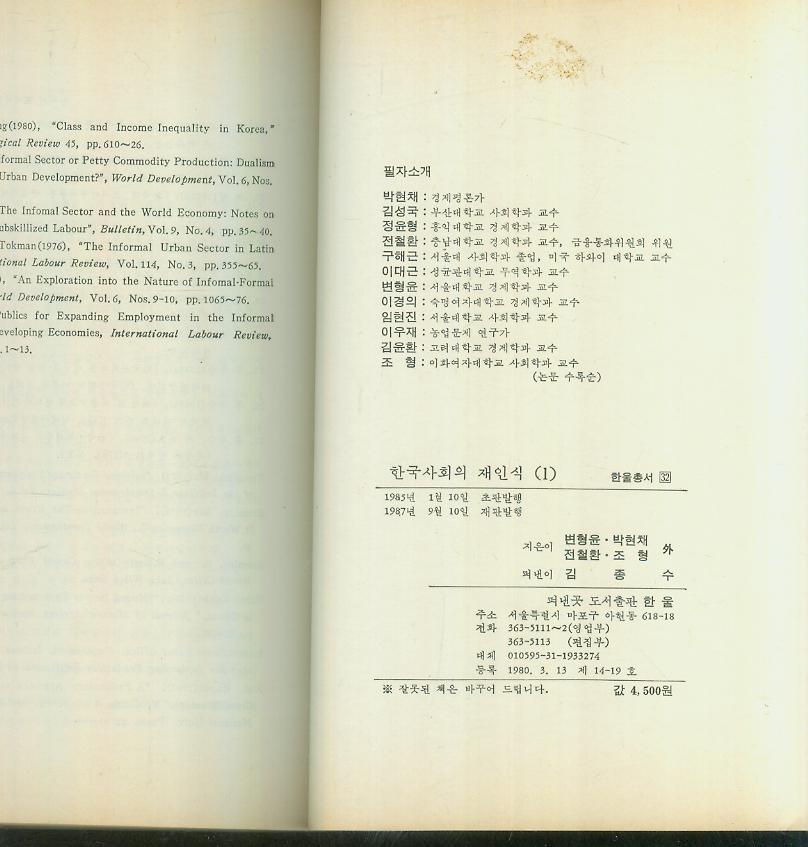 ng(1980), "Class and Income Inequality in Korea,"
gical Review 45, pp. 610～26.
formal Sector or Petty Commodity Production: Dualism
Urban Development?", World Development, Vol. 6, Nos.
The Infomal Sector and the World Economy: Notes on
ubskillized Labour", Bulletin, Vol. 9, No. 4, pp. 35～40.
Tokman(1976), "The Informal Urban Sector in Latin
tional Labour Review, Vol. 114, No. 3, pp. 355～65.
), "An Exploration into the Nature of Infomal-Formal
rld Development, Vol. 6, Nos. 9-10, pp. 1065～76.
Publics for Expanding Employment in the Informal
eveloping Economies, International Labour Review,
. 1～13.
필자소개
박현채 : 경제평론가
김성국 : 부산대학교 사회학과 교수
정윤형 : 홍익대학교 경제학과 교수
전철환 : 충남대학교 경제학과 교수, 금융통화위원회 위원
구해근 : 서울대 사회학과 졸업, 미국 하와이 대학교 교수
이대근 : 성균관대학교 무역학과 교수
변형윤 : 서울대학교 경제학과 교수
이경의 : 숙명여자대학교 경제학과 교수
임현진 : 서울대학교 사회학과 교수
이우재 : 농업문제 연구가
김윤환 : 고려대학교 경제학과 교수
조 형 : 이화여자대학교 사회학과 교수
(논문 수록순)
한국사회의 재인식 (1) 한울총서 32
1985년 1월 10일 초판발행
1987년 9월 10일 재판발행
지은이 변형윤·박현채
전철환·조 형 外
펴낸이 김 종 수
펴낸곳 도서출판 한 울
주소 서울특별시 마포구 아현동 618-18
전화 363-5111～2(영업부)
363-5113 (편집부)
대체 010595-31-1933274
등록 1980. 3. 13 제 14-19 호
※ 잘못된 책은 바꾸어 드립니다. 값 4,500원